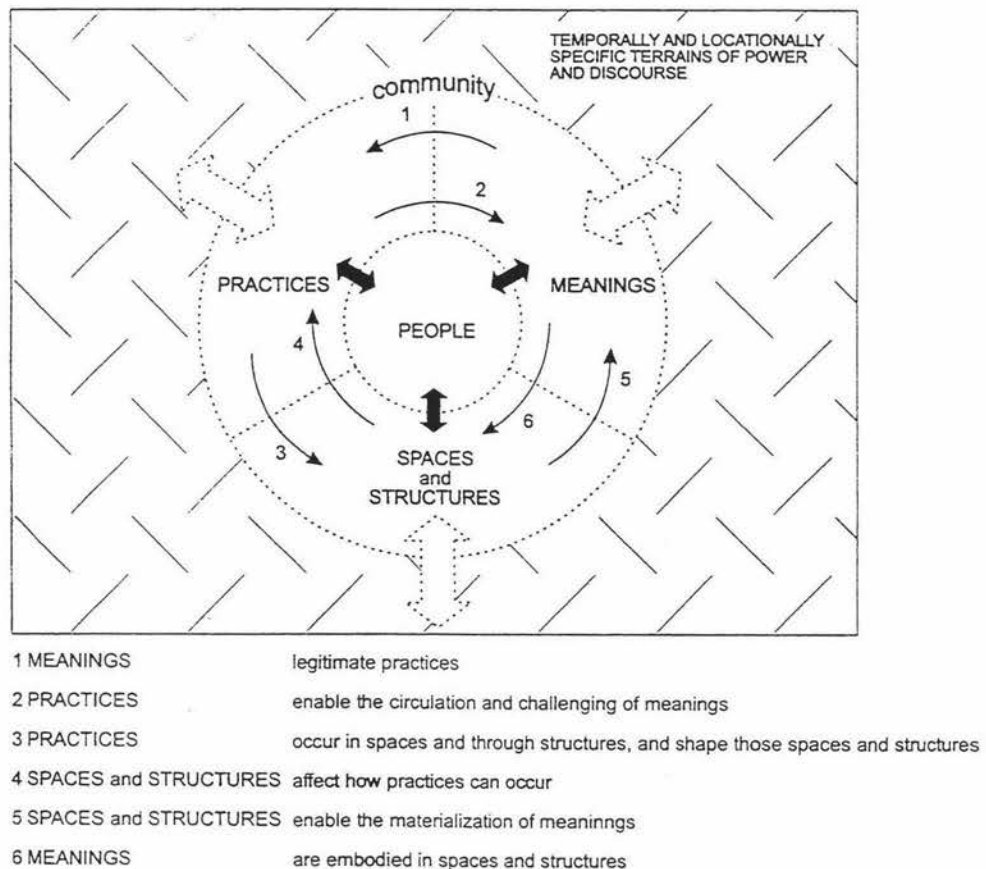 TEMPORALLY AND LOCATIONALLY
SPECIFIC TERRAINS OF POWER
AND DISCOURSE
community
1
2
PRACTICES
MEANINGS
PEOPLE
4
5
6
3
SPACES
and
STRUCTURES
1 MEANINGS legitimate practices
2 PRACTICES enable the circulation and challenging of meanings
3 PRACTICES occur in spaces and through structures, and shape those spaces and structures
4 SPACES and STRUCTURES affect how practices can occur
5 SPACES and STRUCTURES enable the materialization of meaninngs
6 MEANINGS are embodied in spaces and structures